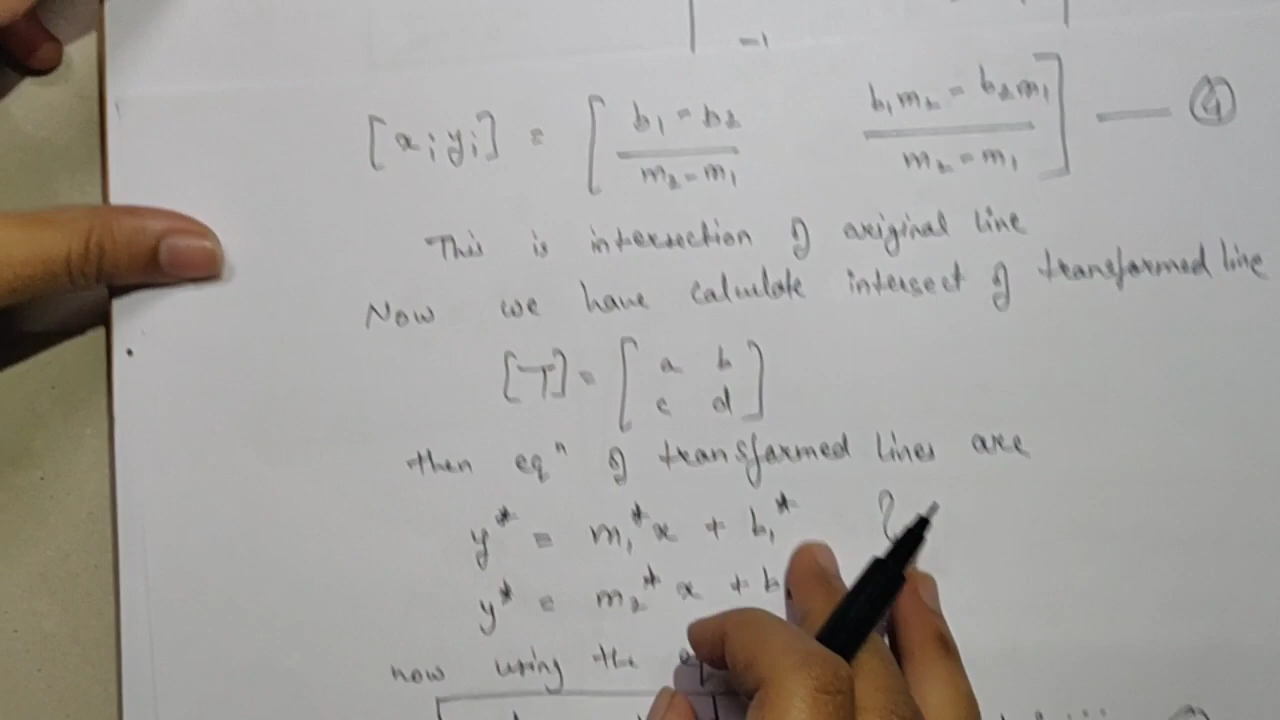 -1
[xi yi] = [ b1 - b2 / m2 - m1   b1m2 - b2m1 / m2 - m1 ] — ④
This is intersection of original line
Now we have calculate intersect of transformed line
[T] = [ a b
c d ]
then eqn of transformed lines are
y* = m1* x + b1*
y* = m2* x + b
now using the